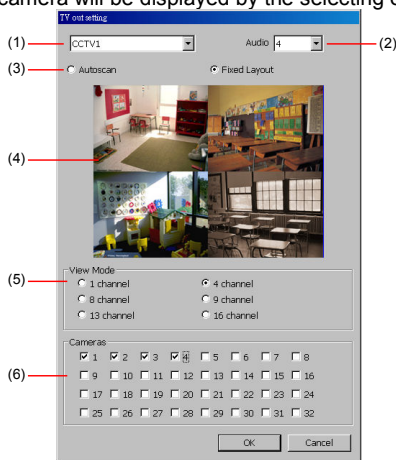 camera will be displayed by the selecting
TV out setting
(1) CCTV1 Audio 4 (2)
(3) Autoscan Fixed Layout
(4)
View Mode
(5) 1 channel 4 channel
8 channel 9 channel
13 channel 16 channel
Cameras
1 2 3 4 5 6 7 8
(6) 9 10 11 12 13 14 15 16
17 18 19 20 21 22 23 24
25 26 27 28 29 30 31 32
OK Cancel